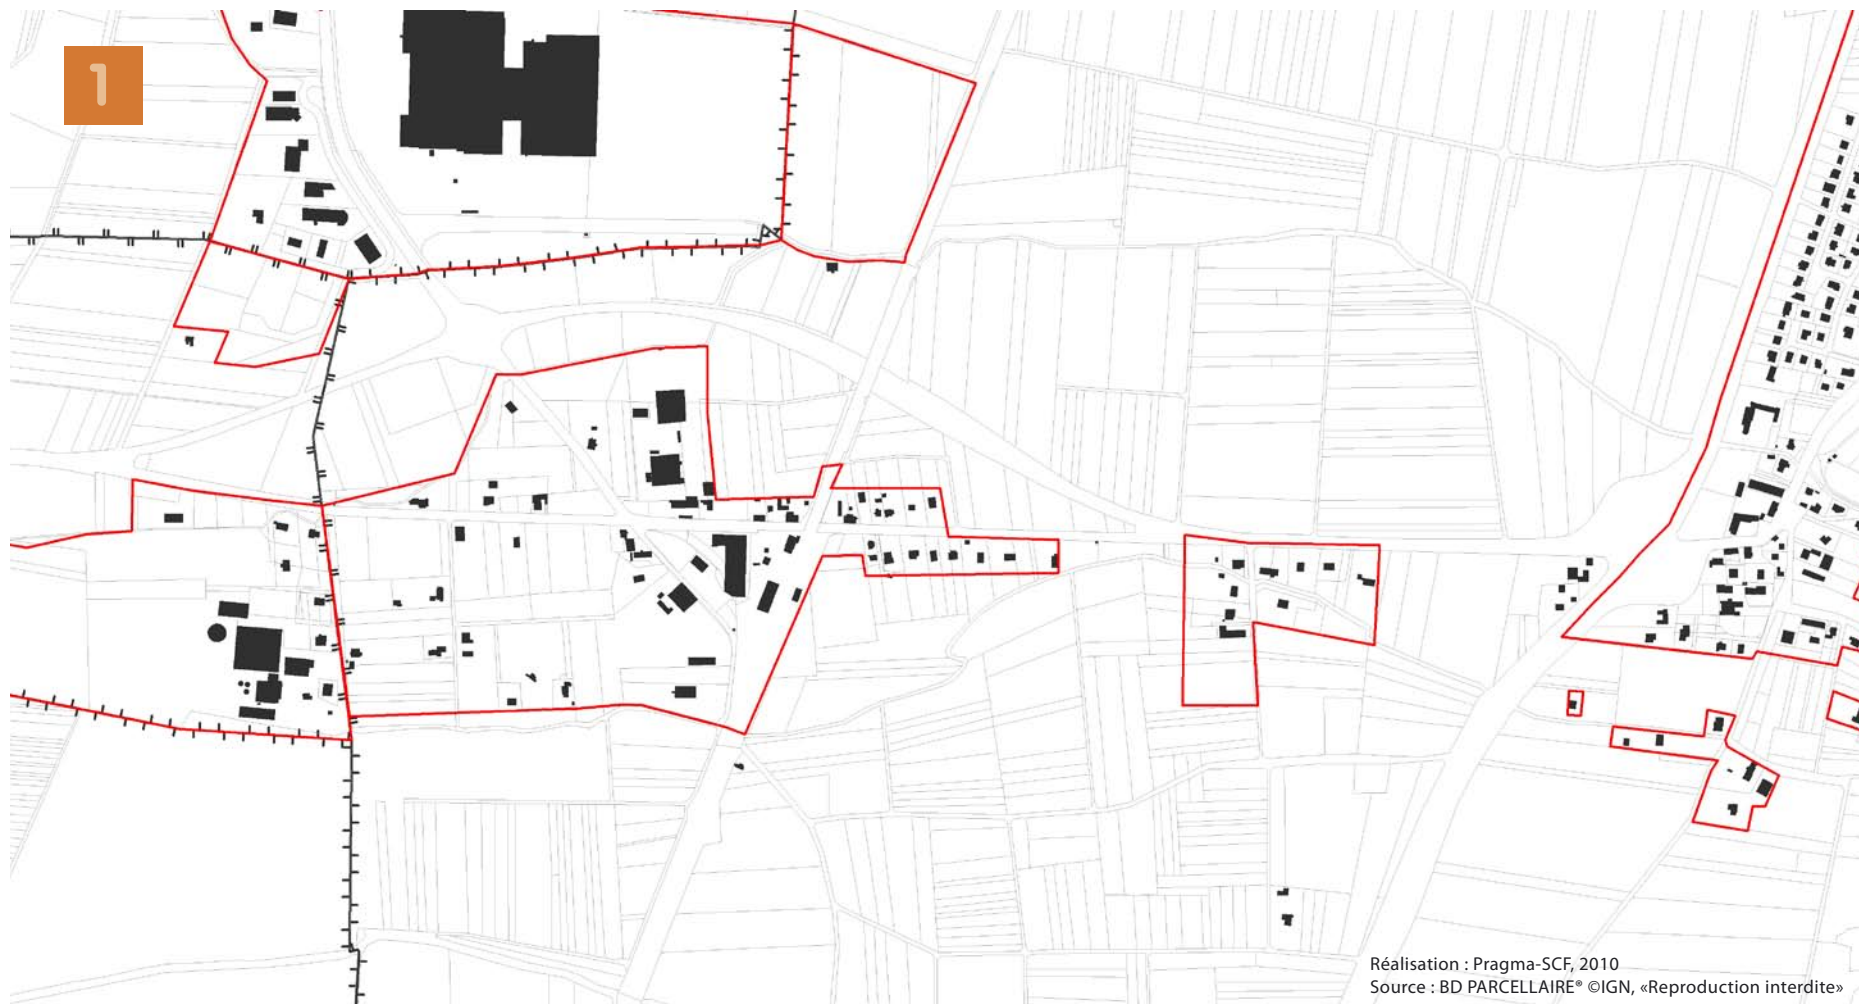 1
Réalisation : Pragma-SCF, 2010
Source : BD PARCELLAIRE® ©IGN, «Reproduction interdite»